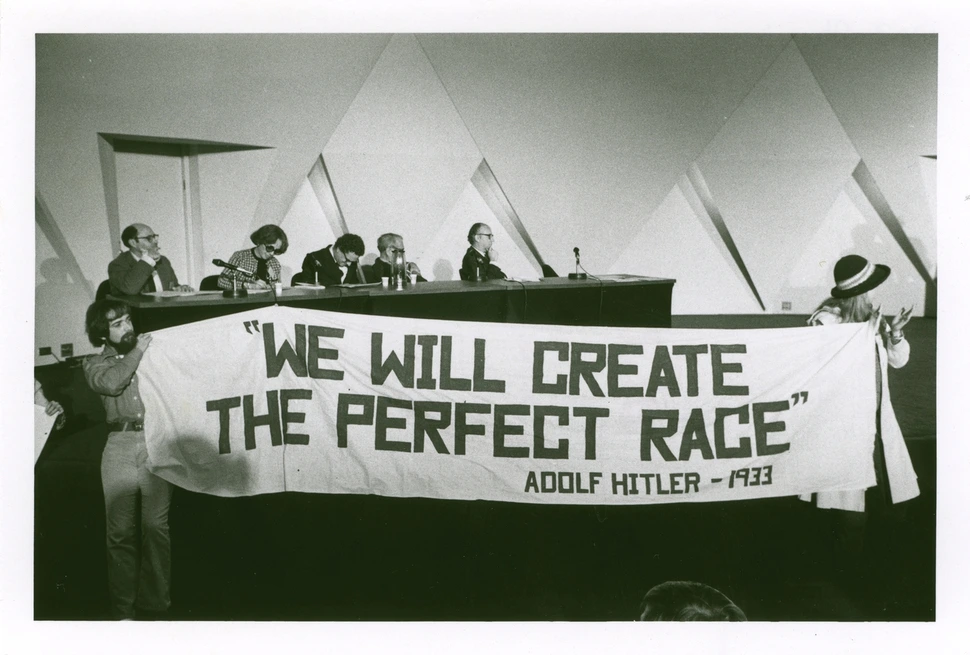 "WE WILL CREATE
THE PERFECT RACE"
ADOLF HITLER - 1933